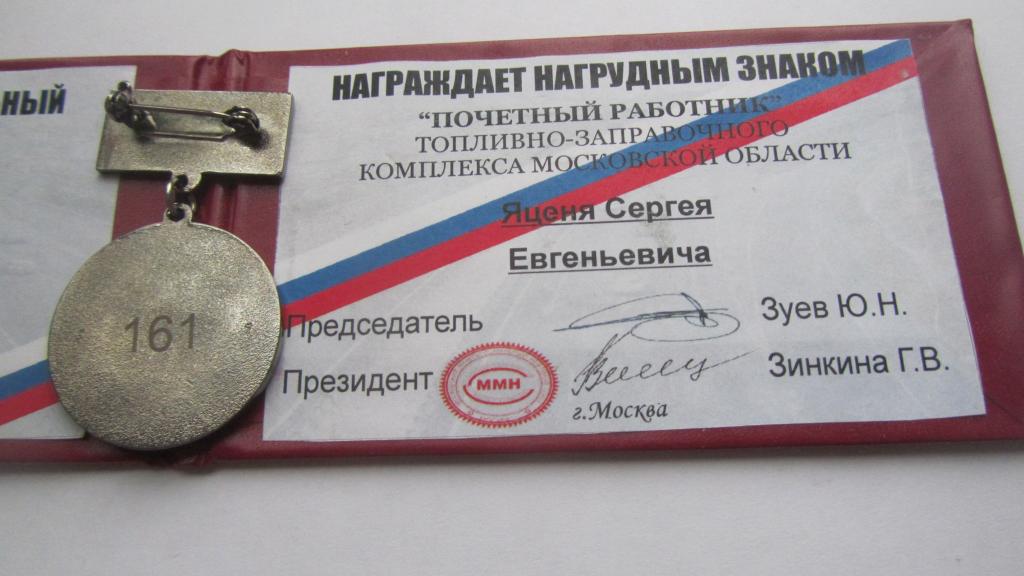 НЫЙ
161
НАГРАЖДАЕТ НАГРУДНЫМ ЗНАКОМ
“ПОЧЕТНЫЙ РАБОТНИК”
ТОПЛИВНО-ЗАПРАВОЧНОГО
КОМПЛЕКСА МОСКОВСКОЙ ОБЛАСТИ
Яценя Сергея
Евгеньевича
Председатель Зуев Ю.Н.
Президент ММН Зинкина Г.В.
г.Москва